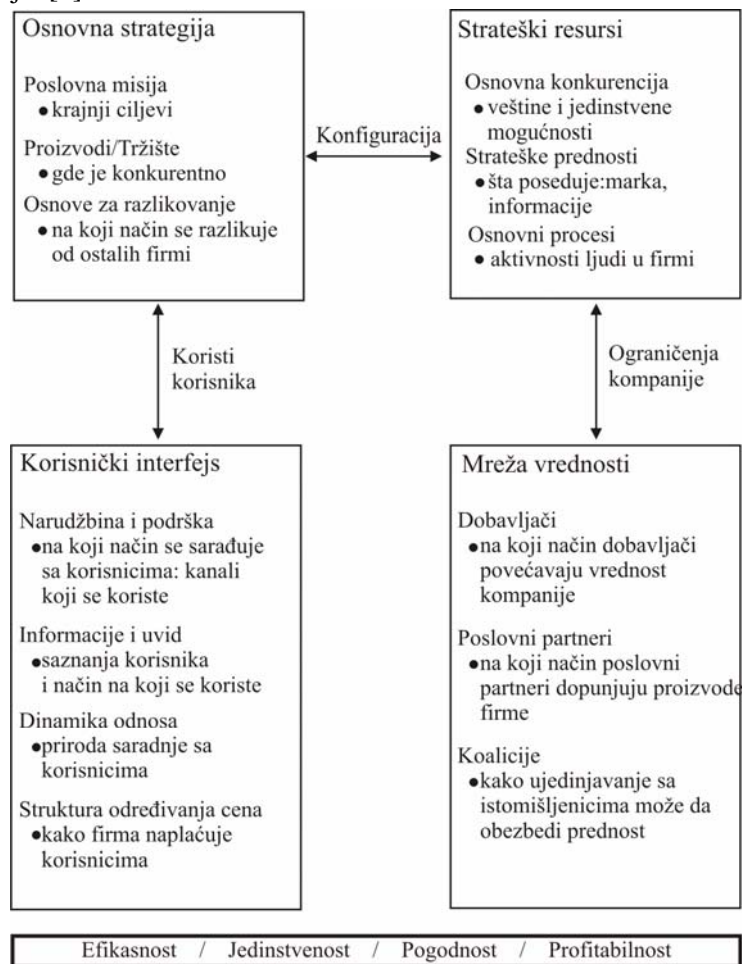 Osnovna strategija
Poslovna misija
● krajnji ciljevi
Proizvodi/Tržište
● gde je konkurentno
Osnove za razlikovanje
● na koji način se razlikuje
od ostalih firmi
Konfiguracija
Strateški resursi
Osnovna konkurencija
● veštine i jedinstvene
mogućnosti
Strateške prednosti
● šta poseduje:marka,
informacije
Osnovni procesi
● aktivnosti ljudi u firmi
Koristi
korisnika
Ograničenja
kompanije
Korisnički interfejs
Narudžbina i podrška
● na koji način se sarađuje
sa korisnicima: kanali
koji se koriste
Informacije i uvid
● saznanja korisnika
i način na koji se koriste
Dinamika odnosa
● priroda saradnje sa
korisnicima
Struktura određivanja cena
● kako firma naplaćuje
korisnicima
Mreža vrednosti
Dobavljači
● na koji način dobavljači
povećavaju vrednost
kompanije
Poslovni partneri
● na koji način poslovni
partneri dopunjuju proizvode
firme
Koalicije
● kako ujedinjavanje sa
istomišljenicima može da
obezbedi prednost
Efikasnost / Jedinstvenost / Pogodnost / Profitabilnost